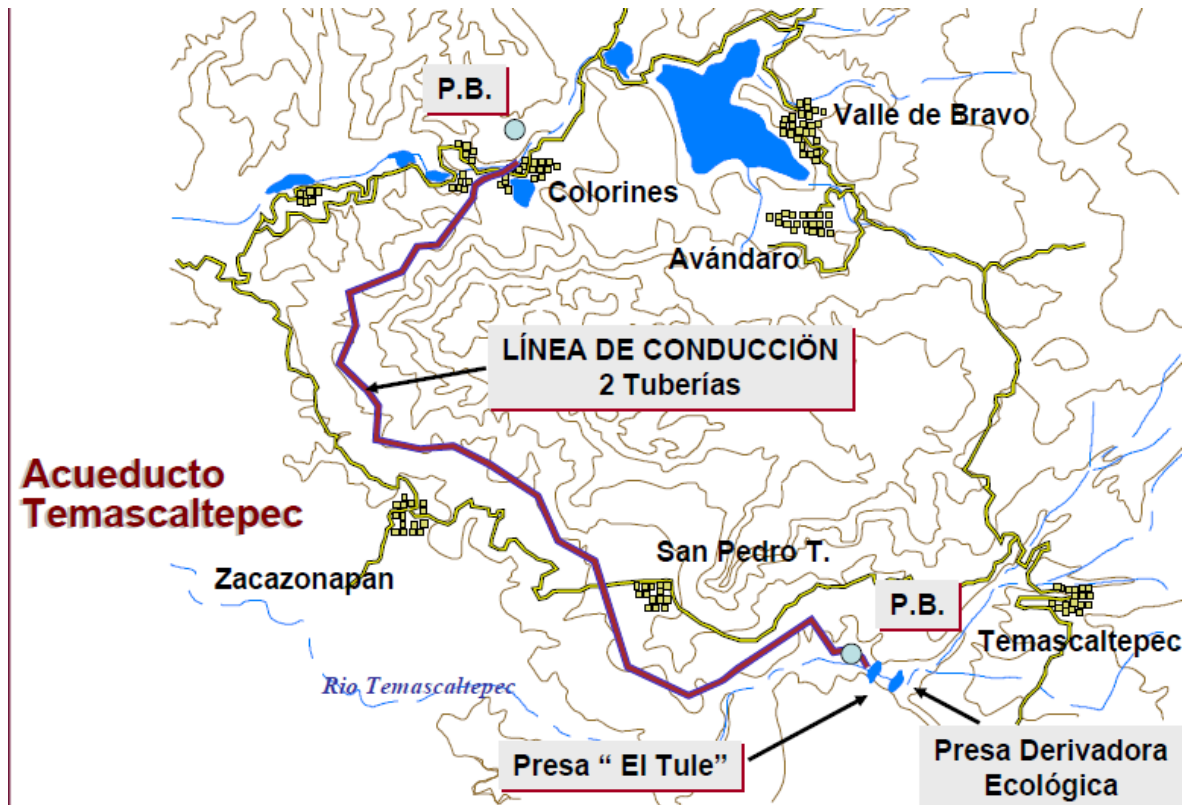 P.B.
Valle de Bravo
Colorines
Avándaro
LÍNEA DE CONDUCCIÖN
2 Tuberías
Acueducto
Temascaltepec
San Pedro T.
Zacazonapan
P.B.
Temascaltepec
Rio Temascaltepec
Presa “ El Tule”
Presa Derivadora
Ecológica